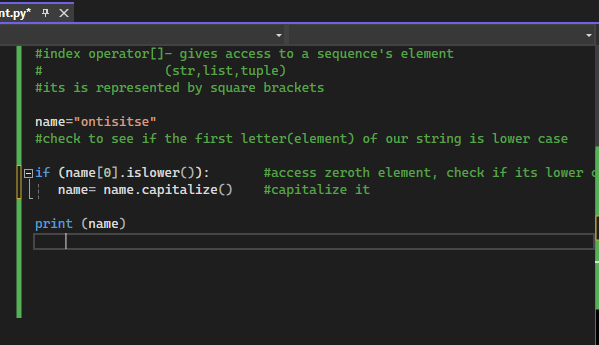 nt.py*
#index operator[]- gives access to a sequence's element
# (str,list,tuple)
#its is represented by square brackets
name="ontisitse"
#check to see if the first letter(element) of our string is lower case
if (name[0].islower()): #access zeroth element, check if its lower c
name= name.capitalize() #capitalize it
print (name)